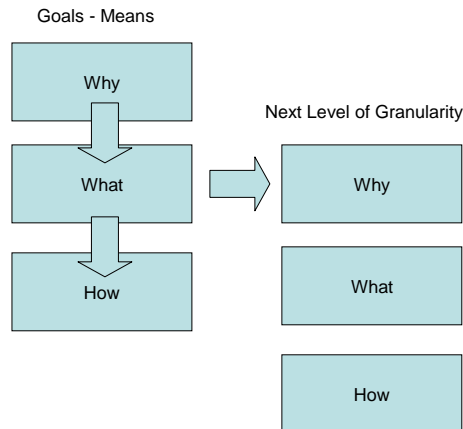 Goals - Means
Why
What
How
Next Level of Granularity
Why
What
How